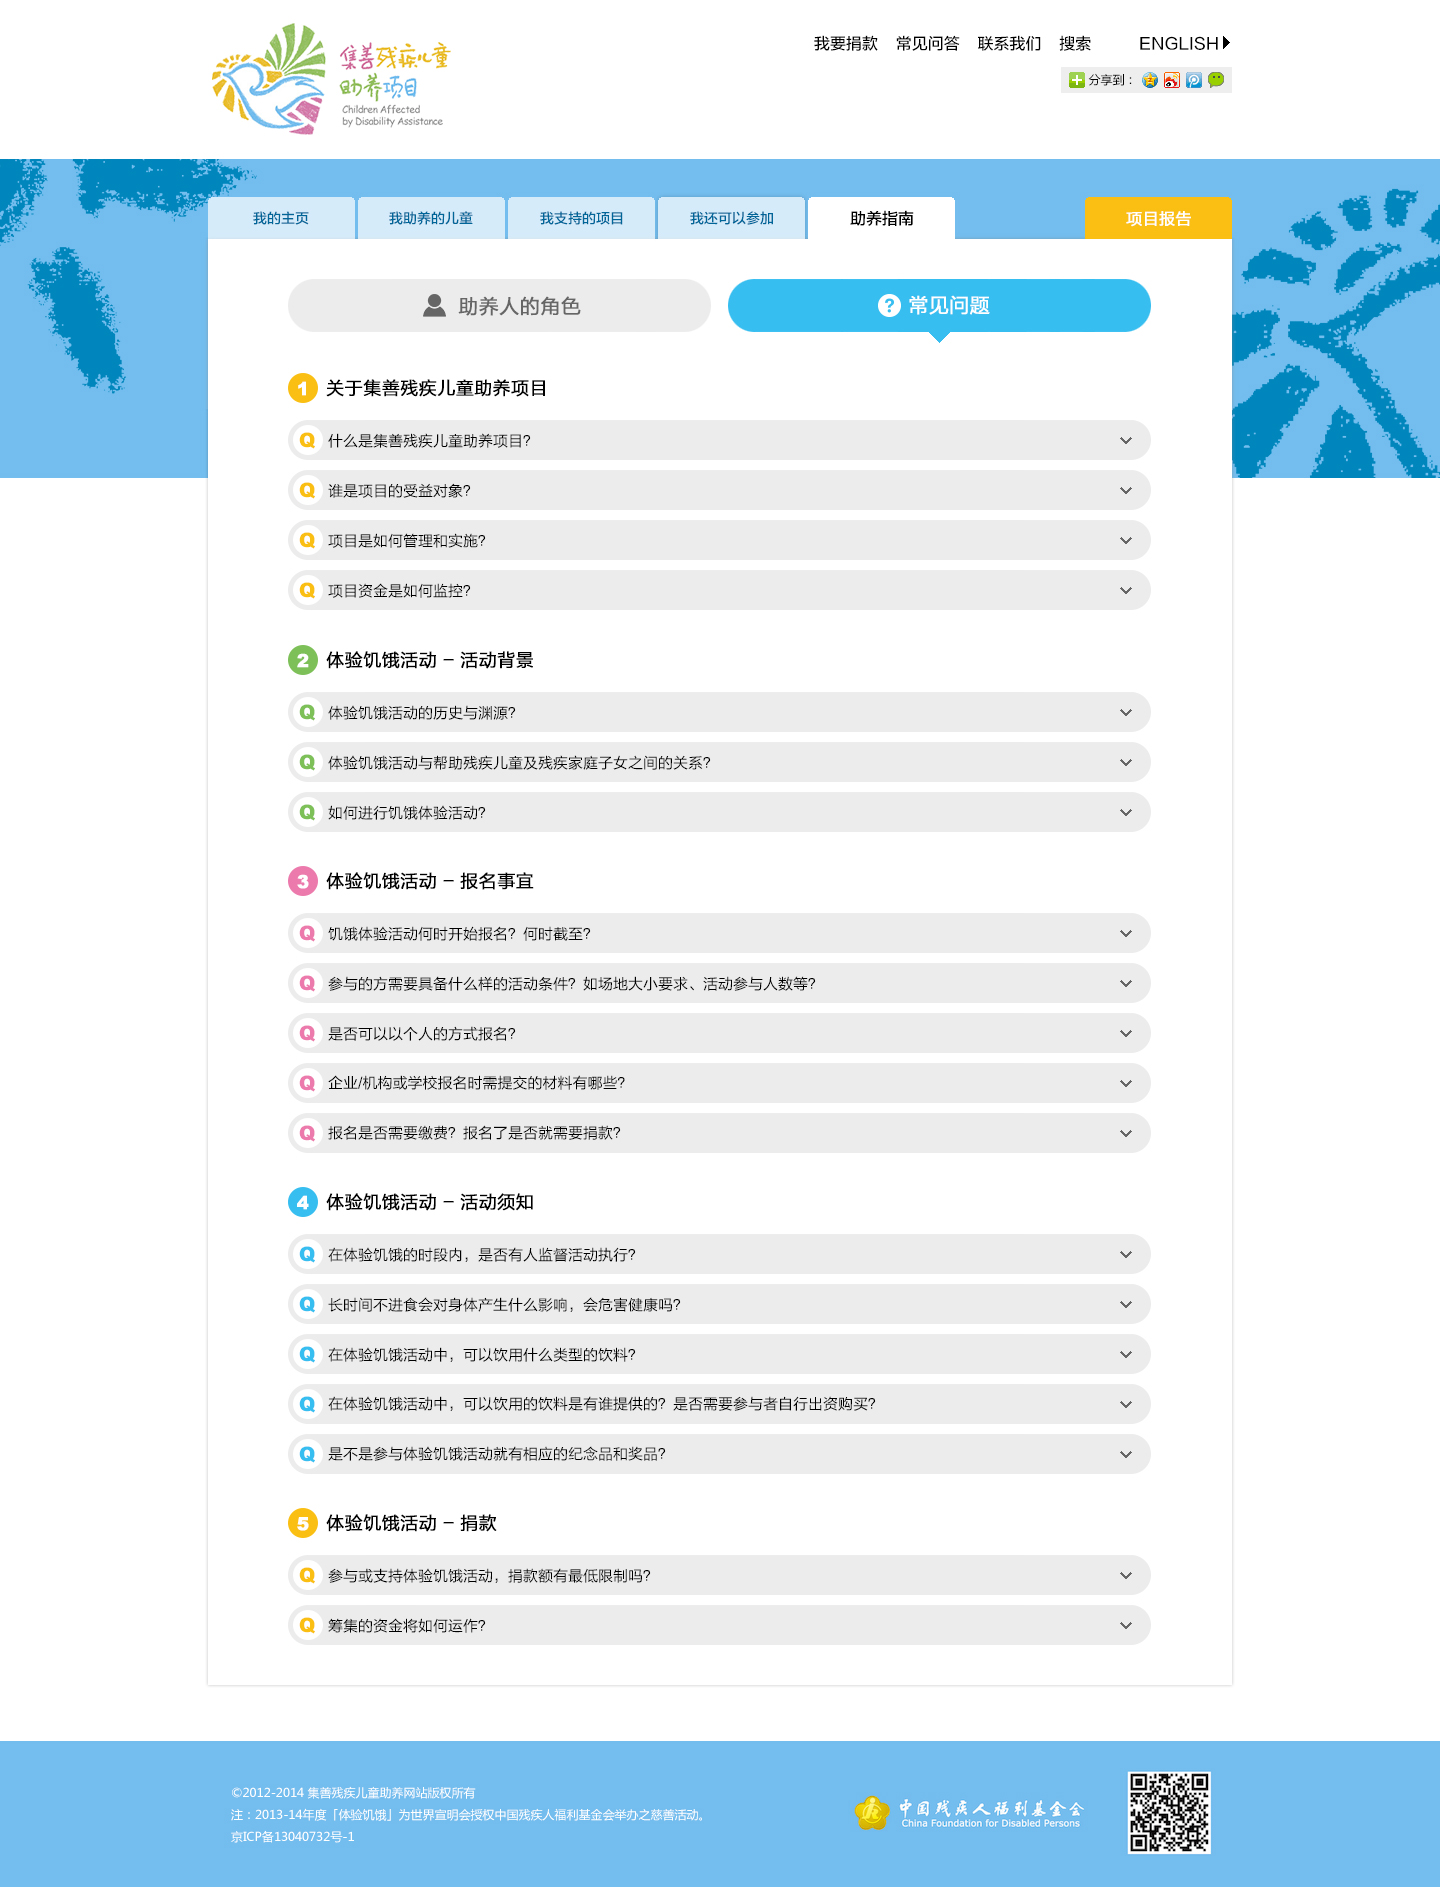 集善残疾儿童
助养项目
Children Affected
by Disability Assistance
我要捐款 常见问答 联系我们 搜索 ENGLISH
分享到：
我的主页 我助养的儿童 我支持的项目 我还可以参加 助养指南 项目报告
助养人的角色 ? 常见问题
1 关于集善残疾儿童助养项目
Q 什么是集善残疾儿童助养项目?
Q 谁是项目的受益对象?
Q 项目是如何管理和实施?
Q 项目资金是如何监控?
2 体验饥饿活动 – 活动背景
Q 体验饥饿活动的历史与渊源?
Q 体验饥饿活动与帮助残疾儿童及残疾家庭子女之间的关系?
Q 如何进行饥饿体验活动?
3 体验饥饿活动 – 报名事宜
Q 饥饿体验活动何时开始报名? 何时截至?
Q 参与的方需要具备什么样的活动条件? 如场地大小要求、活动参与人数等?
Q 是否可以以个人的方式报名?
Q 企业/机构或学校报名时需提交的材料有哪些?
Q 报名是否需要缴费? 报名了是否就需要捐款?
4 体验饥饿活动 – 活动须知
Q 在体验饥饿的时段内，是否有人监督活动执行?
Q 长时间不进食会对身体产生什么影响，会危害健康吗?
Q 在体验饥饿活动中，可以饮用什么类型的饮料?
Q 在体验饥饿活动中，可以饮用的饮料是有谁提供的? 是否需要参与者自行出资购买?
Q 是不是参与体验饥饿活动就有相应的纪念品和奖品?
5 体验饥饿活动 – 捐款
Q 参与或支持体验饥饿活动，捐款额有最低限制吗?
Q 筹集的资金将如何运作?
©2012-2014 集善残疾儿童助养网站版权所有
注：2013-14年度「体验饥饿」为世界宣明会授权中国残疾人福利基金会举办之慈善活动。
京ICP备13040732号-1
中国残疾人福利基金会
China Foundation for Disabled Persons